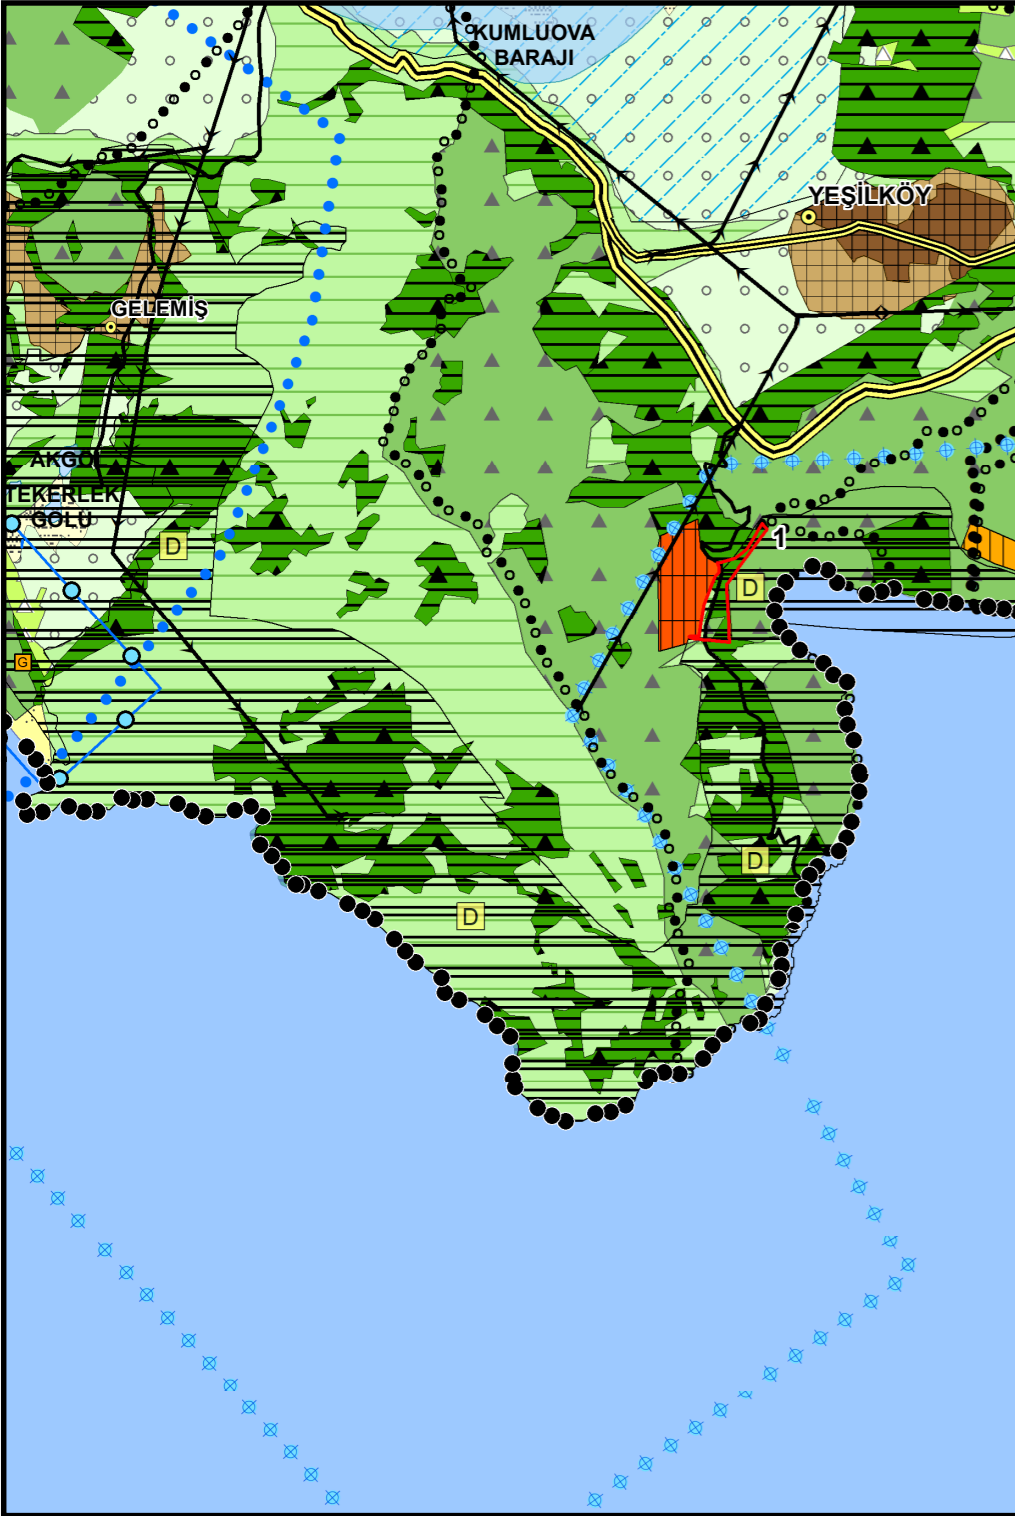 KUMLUOVA
BARAJI
YEŞİLKÖY
GELEMİŞ
AKGÖL
TEKERLEK
GÖLÜ
D
1
D
G
D
D